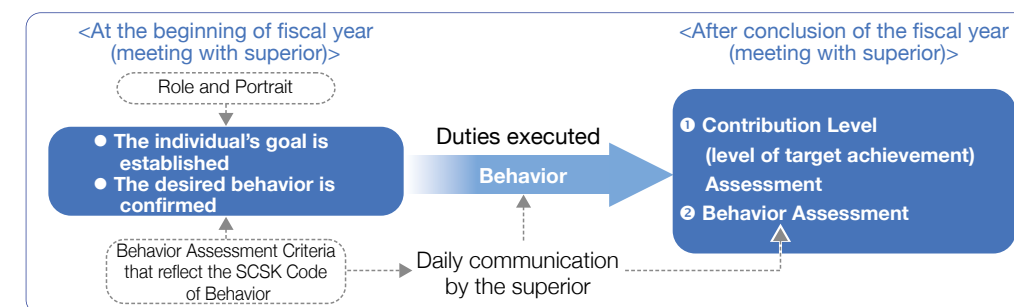 <At the beginning of fiscal year
(meeting with superior)>
Role and Portrait
● The individual's goal is
established
● The desired behavior is
confirmed
Behavior Assessment Criteria
that reflect the SCSK Code
of Behavior
Duties executed
Behavior
Daily communication
by the superior
<After conclusion of the fiscal year
(meeting with superior)>
❶ Contribution Level
(level of target achievement)
Assessment
❷ Behavior Assessment